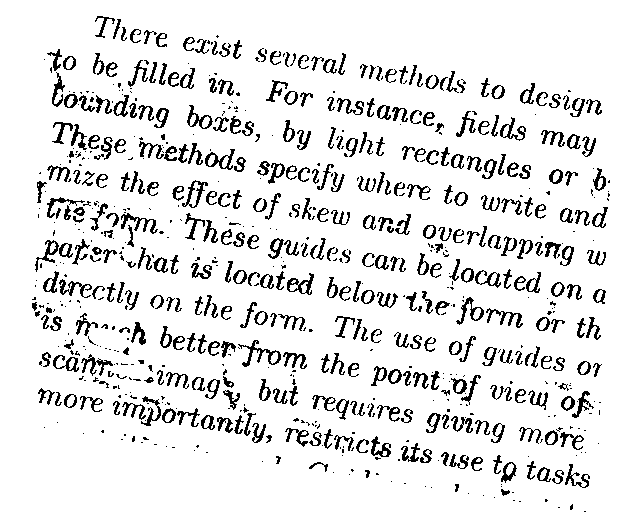 There exist several methods to design
to be filled in. For instance, fields may
bounding boxes, by light rectangles or b
These methods specify where to write and
mize the effect of skew and overlapping w
the form. These guides can be located on a
paper that is located below the form or th
directly on the form. The use of guides or
is much better from the point of view of
image, but requires giving more
more importantly, restricts its use to tasks